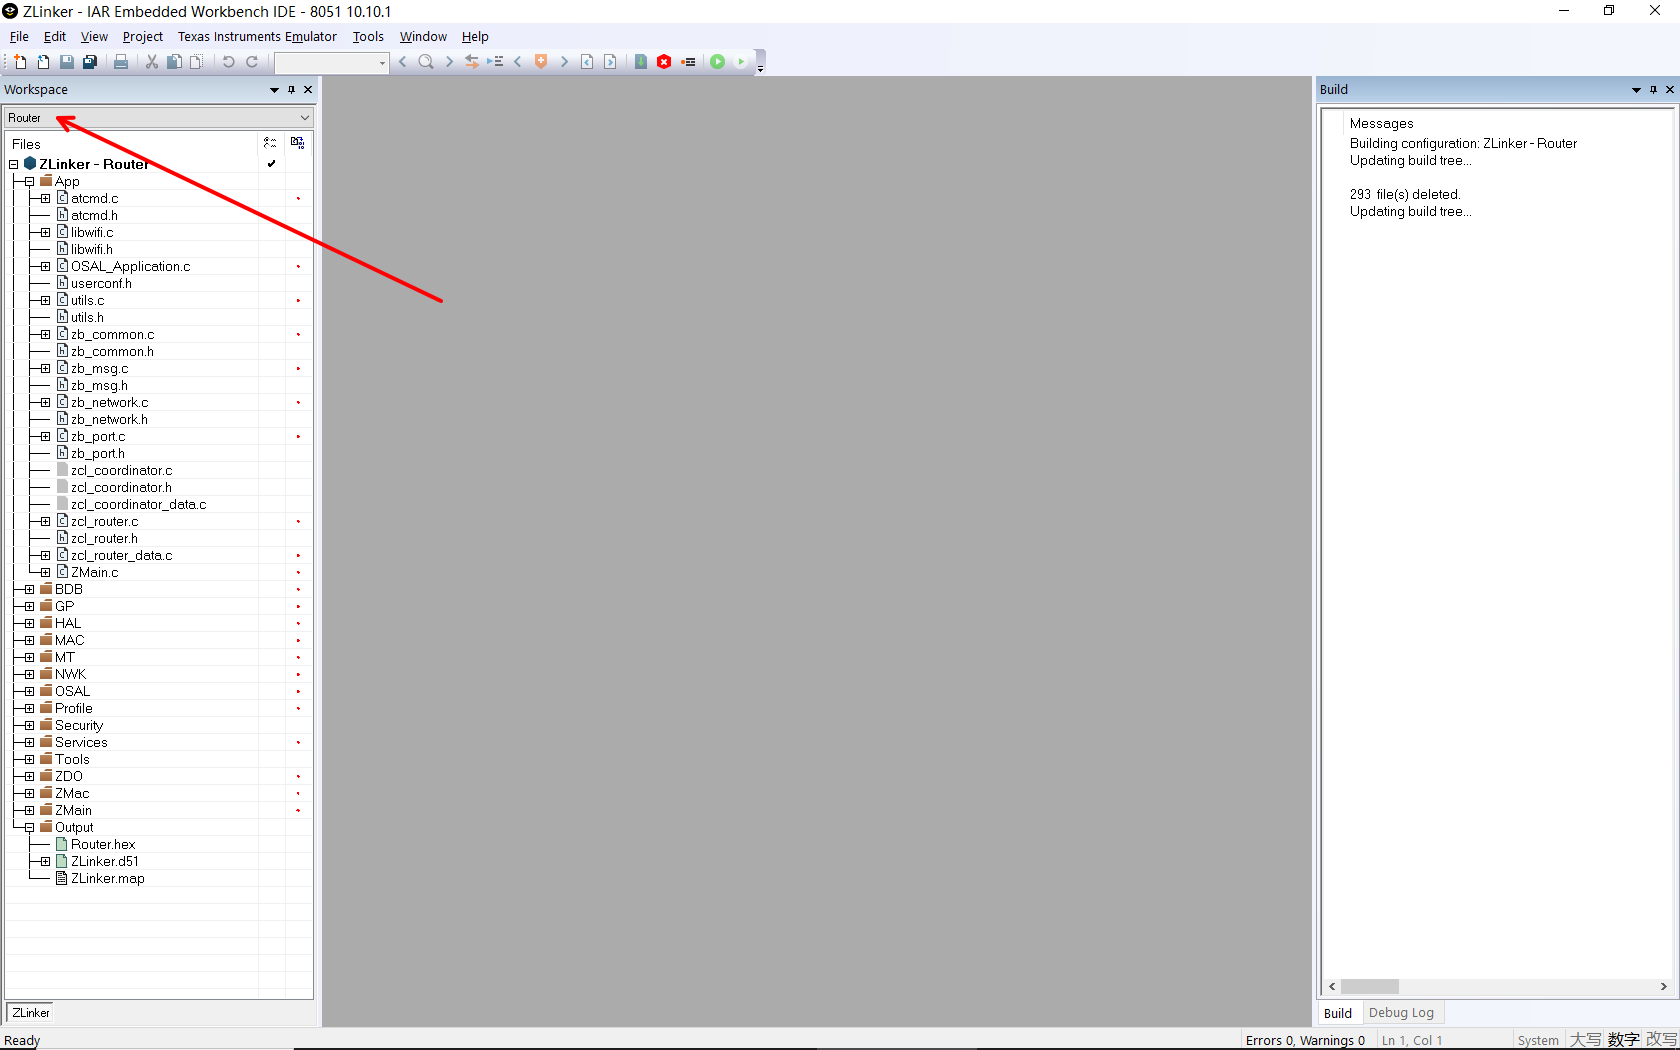 ZLinker - IAR Embedded Workbench IDE - 8051 10.10.1
File Edit View Project Texas Instruments Emulator Tools Window Help
Workspace
Router
Files
ZLinker - Router
App
atcmd.c
atcmd.h
libwifi.c
libwifi.h
OSAL_Application.c
userconf.h
utils.c
utils.h
zb_common.c
zb_common.h
zb_msg.c
zb_msg.h
zb_network.c
zb_network.h
zb_port.c
zb_port.h
zcl_coordinator.c
zcl_coordinator.h
zcl_coordinator_data.c
zcl_router.c
zcl_router.h
zcl_router_data.c
ZMain.c
BDB
GP
HAL
MAC
MT
NWK
OSAL
Profile
Security
Services
Tools
ZDO
ZMac
ZMain
Output
Router.hex
ZLinker.d51
ZLinker.map
ZLinker
Build
Messages
Building configuration: ZLinker - Router
Updating build tree...
293 file(s) deleted.
Updating build tree...
Build Debug Log
Ready
Errors 0, Warnings 0 Ln 1, Col 1 System 大写 数字 改写